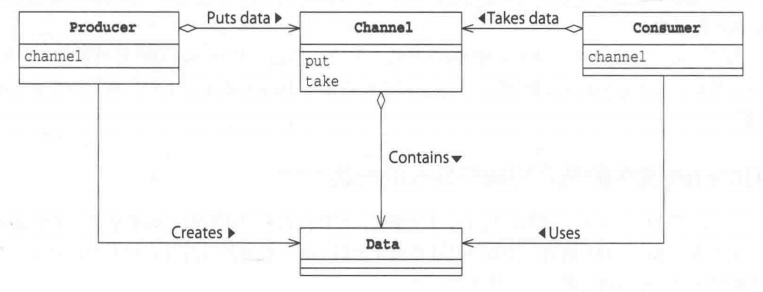 Producer
Puts data ▶
Channel
◀Takes data
Consumer
channel
put
take
channel
Contains▼
Creates ▶
Data
◀Uses